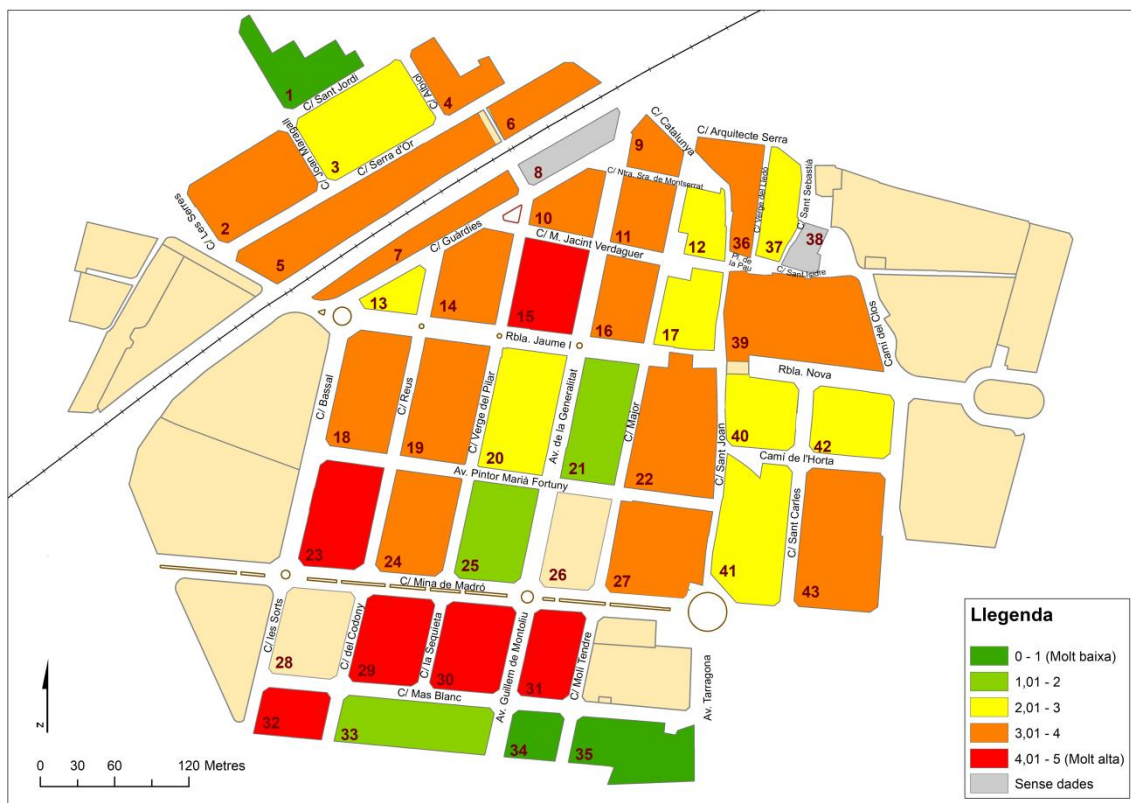 1
C/ Sant Jordi
C/ Albiol
4
6
C/ Joan Maragall
3
C/ Serra d'Or
8
9
C/ Catalunya
C/ Arquitecte Serra
C/ Ntra. Sra. de Montserrat
C/ Verge del Lledó
C/ Sant Sebastià
C/ Les Serres
2
5
7
C/ Guàrdies
10
C/ M. Jacint Verdaguer
11
12
36
37
38
Pl. de
la Pau
C/ Sant Isidre
13
14
15
16
17
39
Camí del Clos
Rbla. Jaume I
Rbla. Nova
C/ Bassal
C/ Reus
C/ Verge del Pilar
Av. de la Generalitat
C/ Major
C/ Sant Joan
18
19
20
21
22
40
42
Camí de l'Horta
Av. Pintor Marià Fortuny
C/ Sant Carles
23
24
25
26
27
41
43
C/ Mina de Madró
C/ les Sorts
C/ del Codony
C/ la Sequieta
Av. Guillem de Montoliu
C/ Molí Tendre
Av. Tarragona
28
29
30
31
C/ Mas Blanc
32
33
34
35
N
0 30 60 120 Metres
Llegenda
0 - 1 (Molt baixa)
1,01 - 2
2,01 - 3
3,01 - 4
4,01 - 5 (Molt alta)
Sense dades